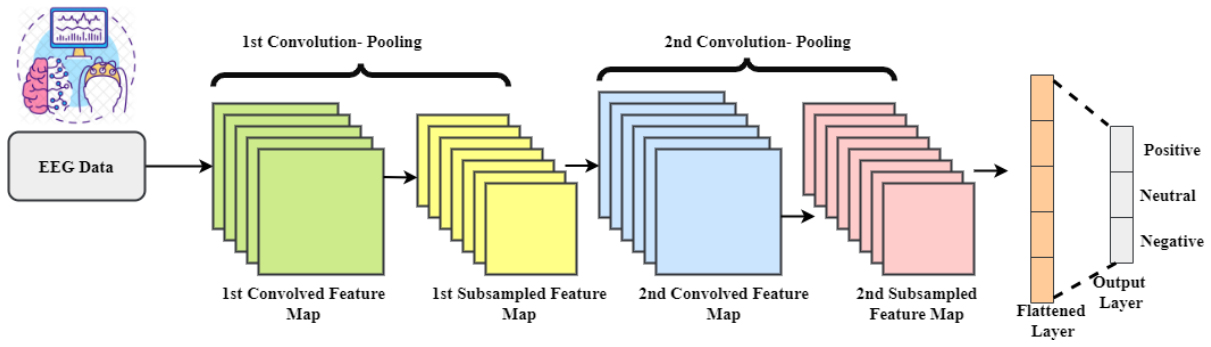 1st Convolution- Pooling
2nd Convolution- Pooling
EEG Data
Positive
Neutral
Negative
1st Convolved Feature
Map
1st Subsampled Feature
Map
2nd Convolved Feature
Map
2nd Subsampled
Feature Map
Flattened
Layer
Output
Layer